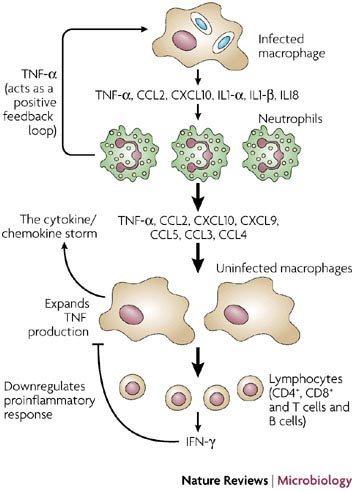 Infected
macrophage
TNF-α
(acts as a
positive
feedback
loop)
TNF-α, CCL2, CXCL10, IL1-α, IL1-β, ILI8
Neutrophils
TNF-α, CCL2, CXCL10, CXCL9,
CCL5, CCL3, CCL4
The cytokine/
chemokine storm
Uninfected macrophages
Expands
TNF
production
Downregulates
proinflammatory
response
Lymphocytes
(CD4⁺, CD8⁺
and T cells and
B cells)
IFN-γ
Nature Reviews | Microbiology